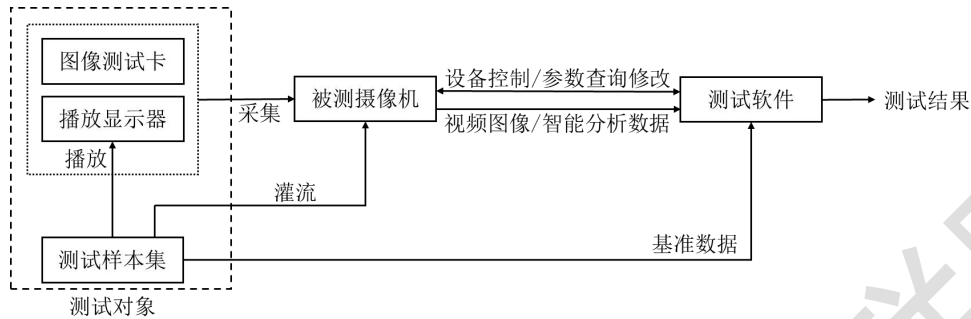 图像测试卡
播放显示器
播放
测试样本集
测试对象
采集
灌流
被测摄像机
设备控制/参数查询修改
视频图像/智能分析数据
基准数据
测试软件
测试结果